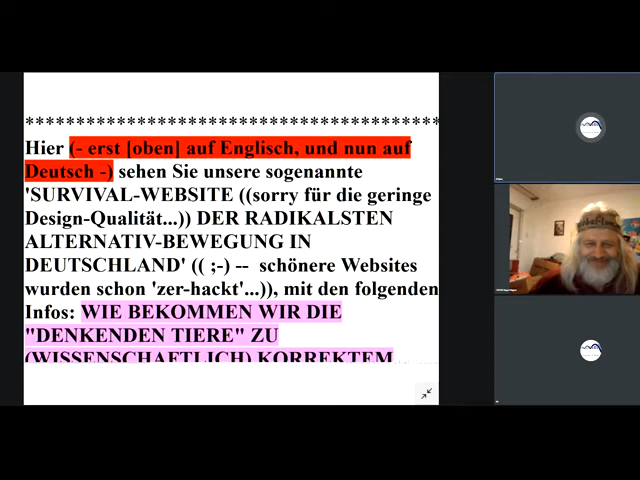 *****************************************
Hier (- erst [oben] auf Englisch, und nun auf
Deutsch -) sehen Sie unsere sogenannte
'SURVIVAL-WEBSITE ((sorry für die geringe
Design-Qualität...)) DER RADIKALSTEN
ALTERNATIV-BEWEGUNG IN
DEUTSCHLAND' (( ;-) -- schönere Websites
wurden schon 'zer-hackt'...)), mit den folgenden
Infos: WIE BEKOMMEN WIR DIE
"DENKENDEN TIERE" ZU
(WISSENSCHAFTLICH) KORREKTEM